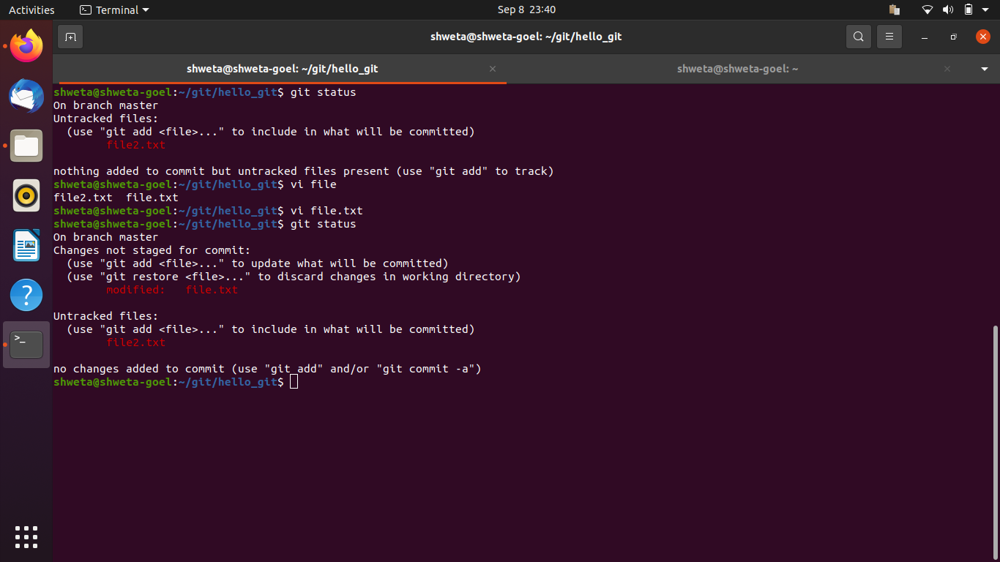 Activities Terminal Sep 8 23:40
shweta@shweta-goel: ~/git/hello_git
shweta@shweta-goel: ~/git/hello_git shweta@shweta-goel: ~
shweta@shweta-goel:~/git/hello_git$ git status
On branch master
Untracked files:
  (use "git add <file>..." to include in what will be committed)
        file2.txt

nothing added to commit but untracked files present (use "git add" to track)
shweta@shweta-goel:~/git/hello_git$ vi file
file2.txt  file.txt
shweta@shweta-goel:~/git/hello_git$ vi file.txt
shweta@shweta-goel:~/git/hello_git$ git status
On branch master
Changes not staged for commit:
  (use "git add <file>..." to update what will be committed)
  (use "git restore <file>..." to discard changes in working directory)
        modified:   file.txt

Untracked files:
  (use "git add <file>..." to include in what will be committed)
        file2.txt

no changes added to commit (use "git add" and/or "git commit -a")
shweta@shweta-goel:~/git/hello_git$